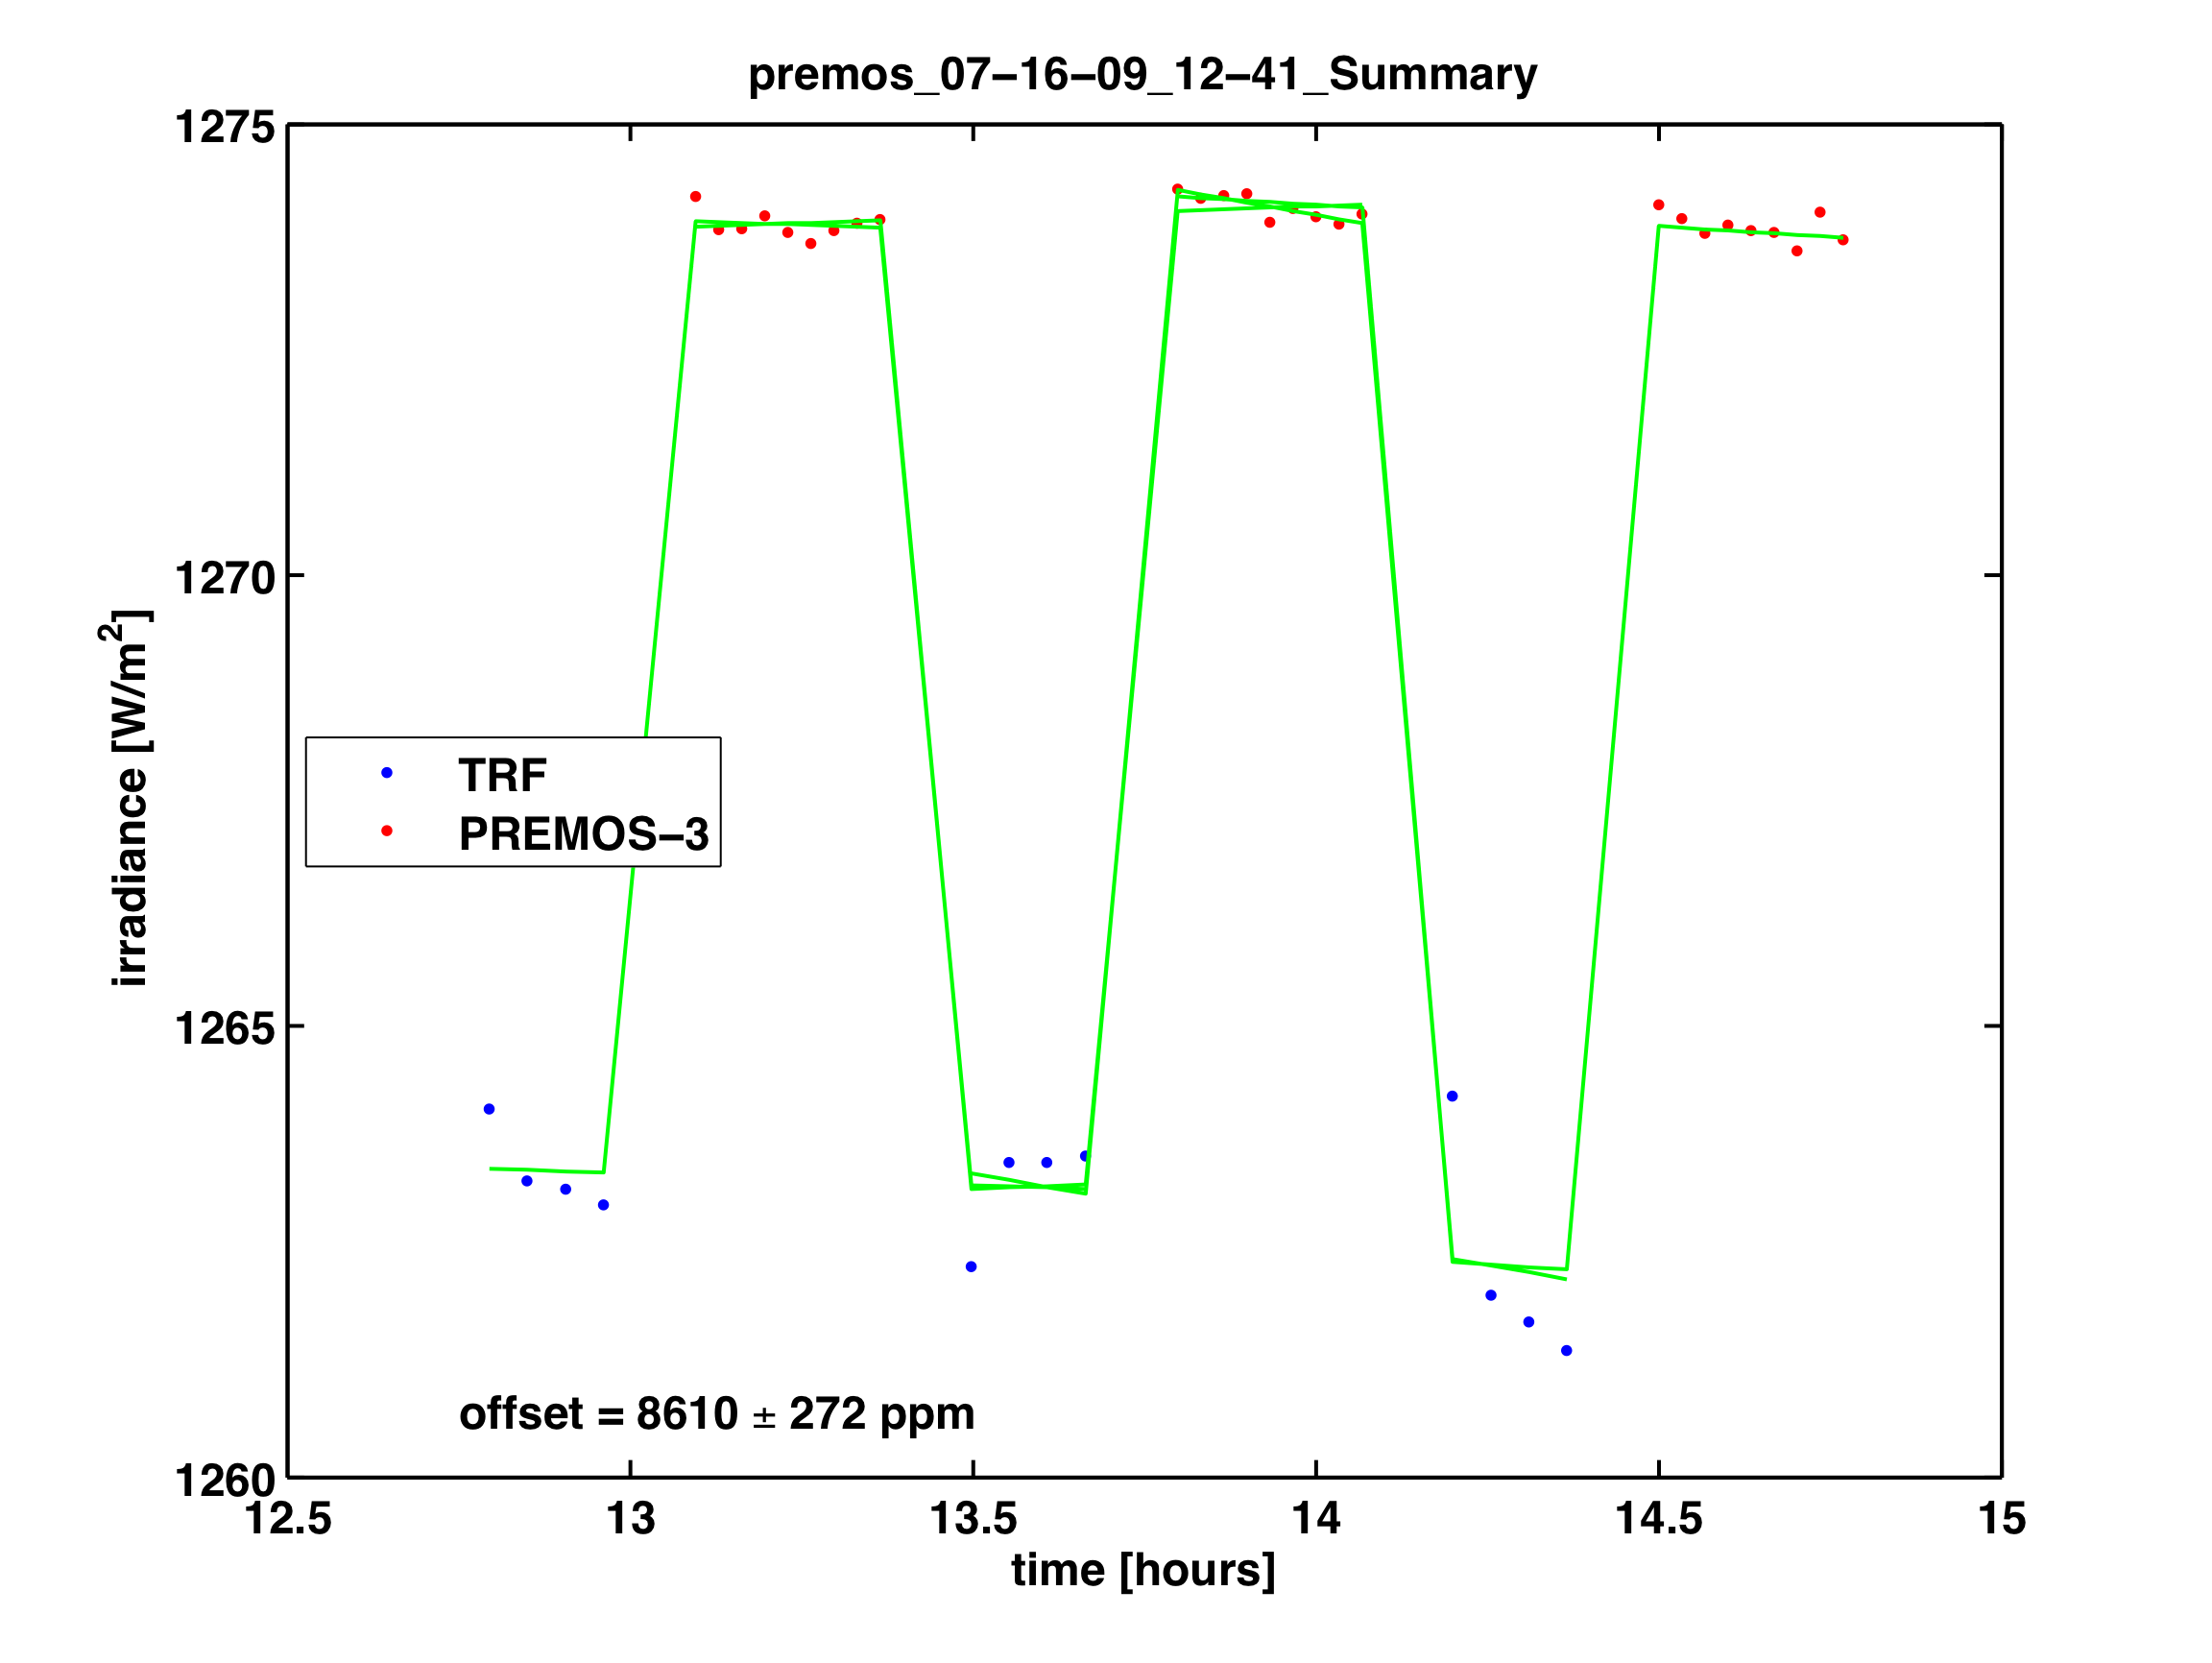 premos_07–16–09_12–41_Summary
1275
1270
1265
1260
irradiance [W/m²]
TRF
PREMOS–3
offset = 8610 ± 272 ppm
12.5 13 13.5 14 14.5 15
time [hours]